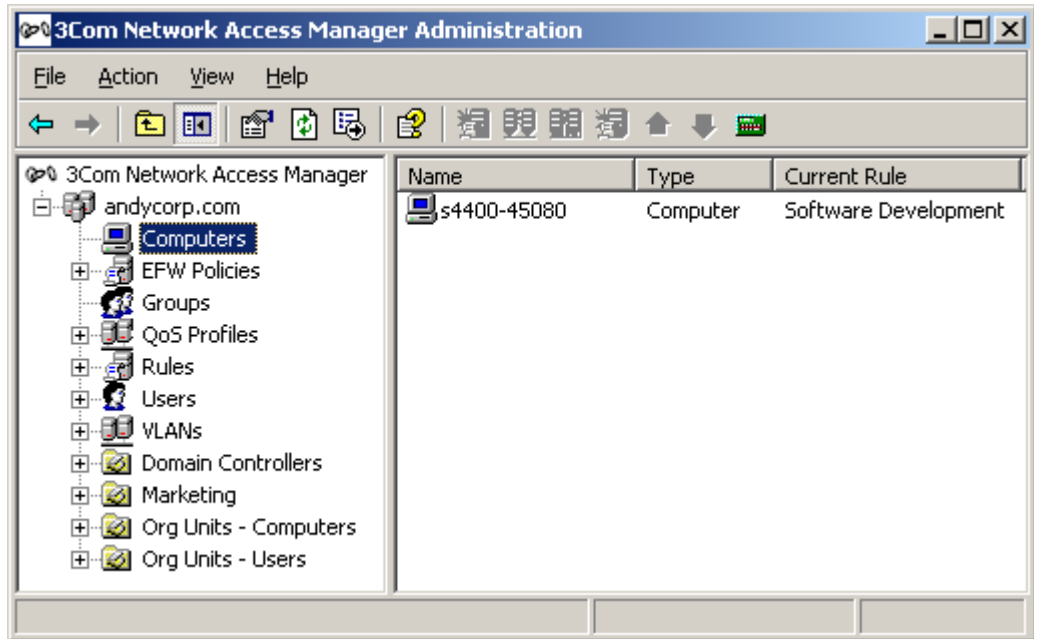 3Com Network Access Manager Administration
File Action View Help
3Com Network Access Manager
andycorp.com
Computers
EFW Policies
Groups
QoS Profiles
Rules
Users
VLANs
Domain Controllers
Marketing
Org Units - Computers
Org Units - Users
Name Type Current Rule
s4400-45080 Computer Software Development